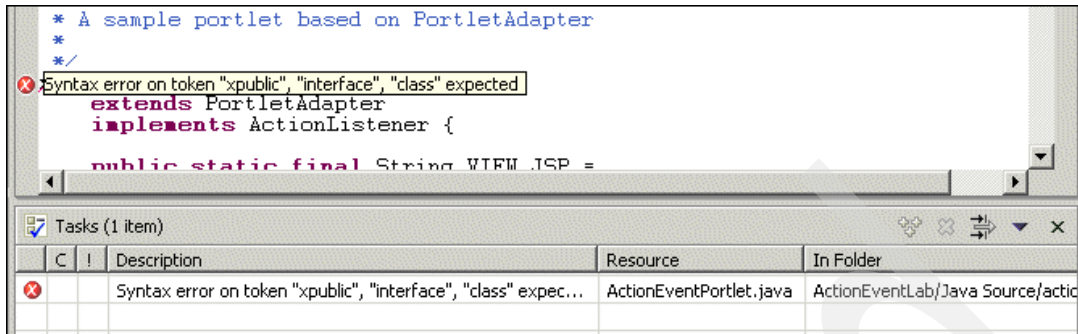 * A sample portlet based on PortletAdapter
*
*/
Syntax error on token "xpublic", "interface", "class" expected
extends PortletAdapter
implements ActionListener {
public static final String VIEW_JSP =
Tasks (1 item)
C ! Description Resource In Folder
Syntax error on token "xpublic", "interface", "class" expec... ActionEventPortlet.java ActionEventLab/Java Source/actic